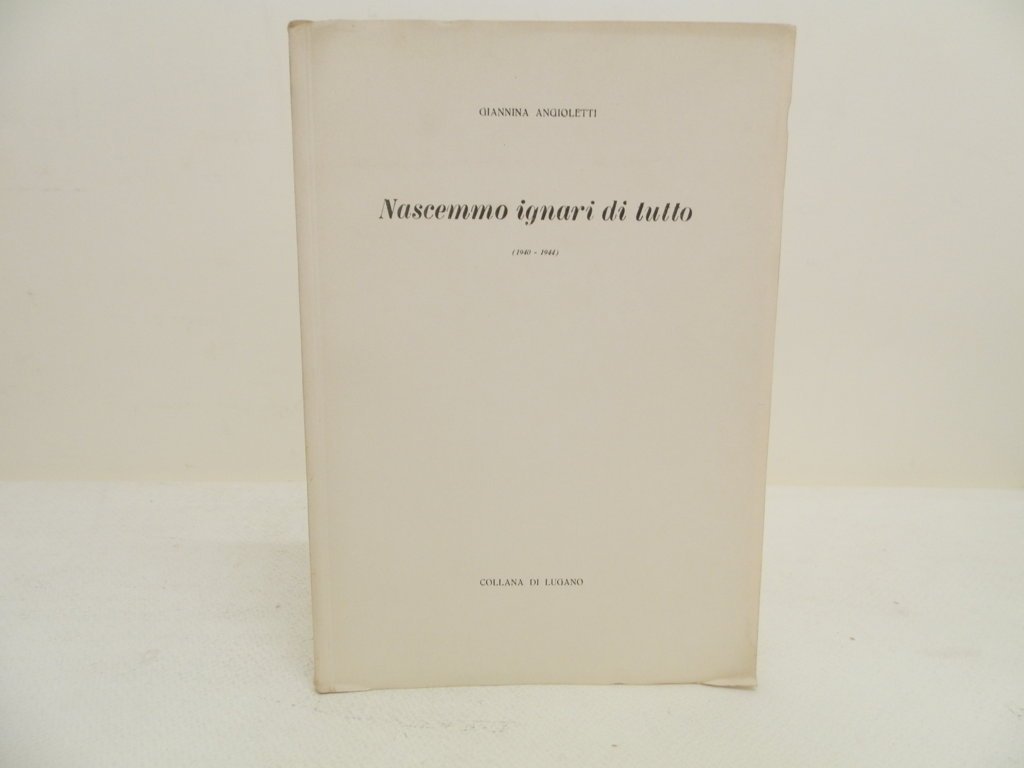 GIANNINA ANGIOLETTI
Nascemmo ignari di tutto
(1940 - 1944)
COLLANA DI LUGANO